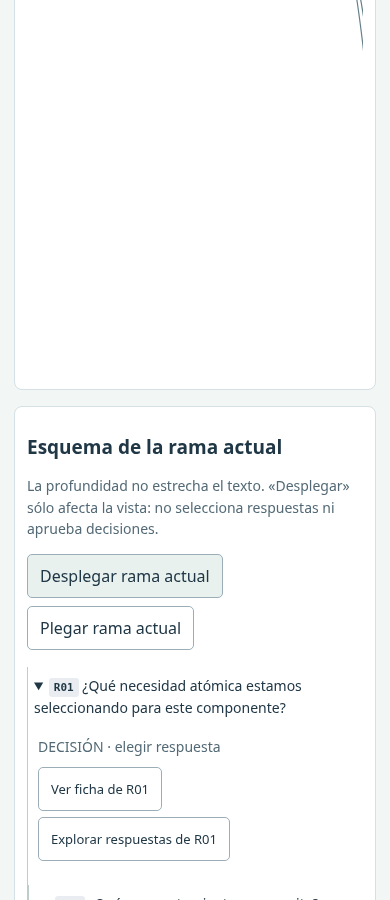 Esquema de la rama actual
La profundidad no estrecha el texto. «Desplegar»
sólo afecta la vista: no selecciona respuestas ni
aprueba decisiones.
Desplegar rama actual
Plegar rama actual
▼ R01 ¿Qué necesidad atómica estamos
seleccionando para este componente?
DECISIÓN · elegir respuesta
Ver ficha de R01
Explorar respuestas de R01